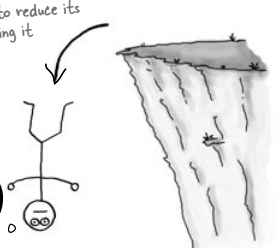 to reduce its
ng it